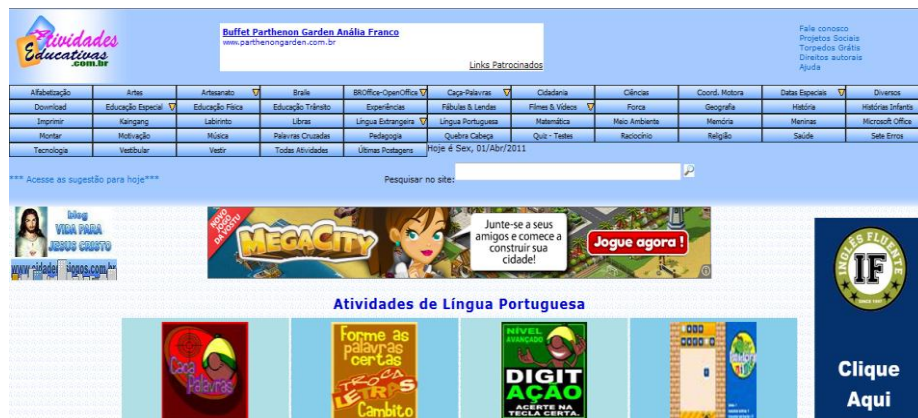 Atividades
Educativas
.com.br
Buffet Parthenon Garden Anália Franco
www.parthenongarden.com.br
Links Patrocinados
Fale conosco
Projetos Sociais
Torpedos Grátis
Direitos autorais
Ajuda
Alfabetização Artes Artesanato Braile BROffice-OpenOffice Caça-Palavras Cidadania Ciências Coord. Motora Datas Especiais Diversos
Download Educação Especial Educação Física Educação Trânsito Experiências Fábulas & Lendas Filmes & Vídeos Forca Geografia História Histórias Infantis
Imprimir Kaingang Labirinto Libras Língua Extrangeira Língua Portuguesa Matemática Meio Ambiente Memória Meninas Microsoft Office
Montar Motivação Música Palavras Cruzadas Pedagogia Quebra Cabeça Quiz - Testes Raciocínio Religião Saúde Sete Erros
Tecnologia Vestibular Vestir Todas Atividades Últimas Postagens Hoje é Sex, 01/Abr/2011
*** Acesse as sugestão para hoje***
Pesquisar no site:
blog
VIDA PARA
JESUS CRISTO
NOVO
JOGO
DA VOSTU
MEGACITY
Junte-se a seus
amigos e comece a
construir sua
cidade!
Jogue agora !
INGLÊS FLUENTE
IF
SINCE 1997
Clique
Aqui
Atividades de Língua Portuguesa
Caça
Palavras
Forme as
palavras
certas
TROCA
LETRAS
Cambito
NÍVEL
AVANÇADO
DIGIT
AÇÃO
ACERTE NA
TECLA CERTA.